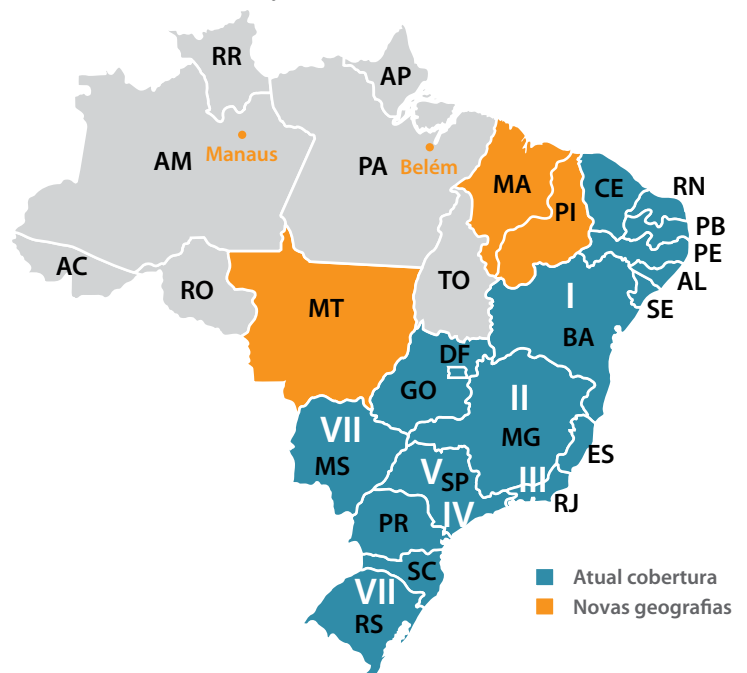 RR
AP
AM
Manaus
PA
Belém
MA
PI
CE
RN
PB
PE
AL
SE
AC
RO
MT
TO
I
BA
DF
GO
II
MG
ES
VII
MS
V
SP
III
RJ
IV
PR
SC
VII
RS
Atual cobertura
Novas geografias